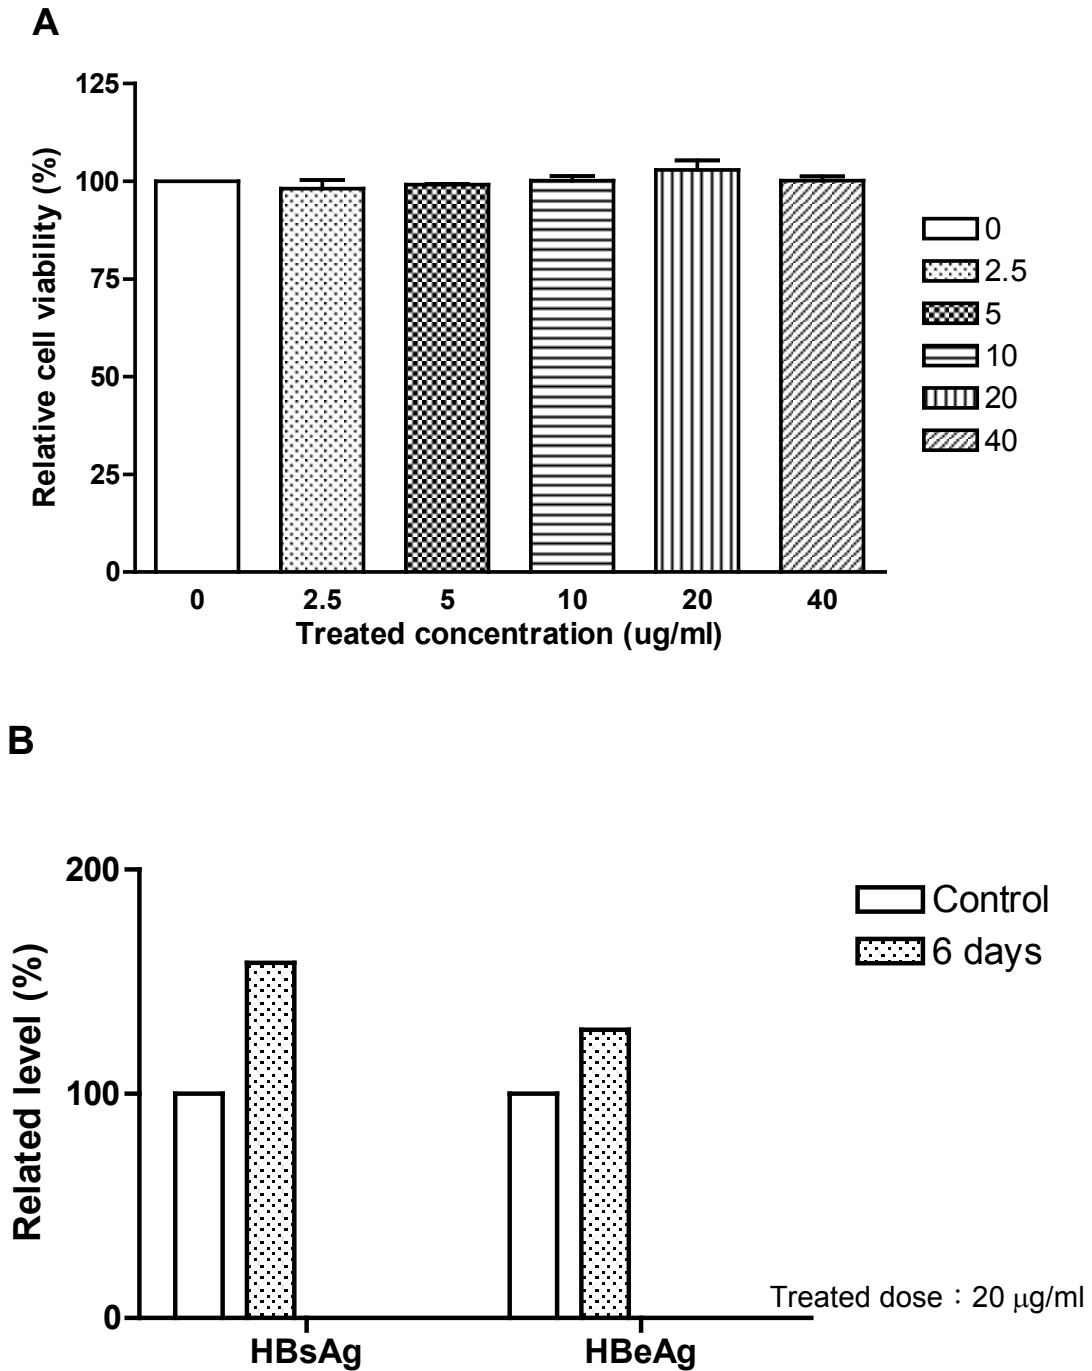 A
Relative cell viability (%)
125
100
75
50
25
0
0 2.5 5 10 20 40
Treated concentration (ug/ml)
0
2.5
5
10
20
40
B
Related level (%)
200
100
0
HBsAg HBeAg
Control
6 days
Treated dose：20 μg/ml